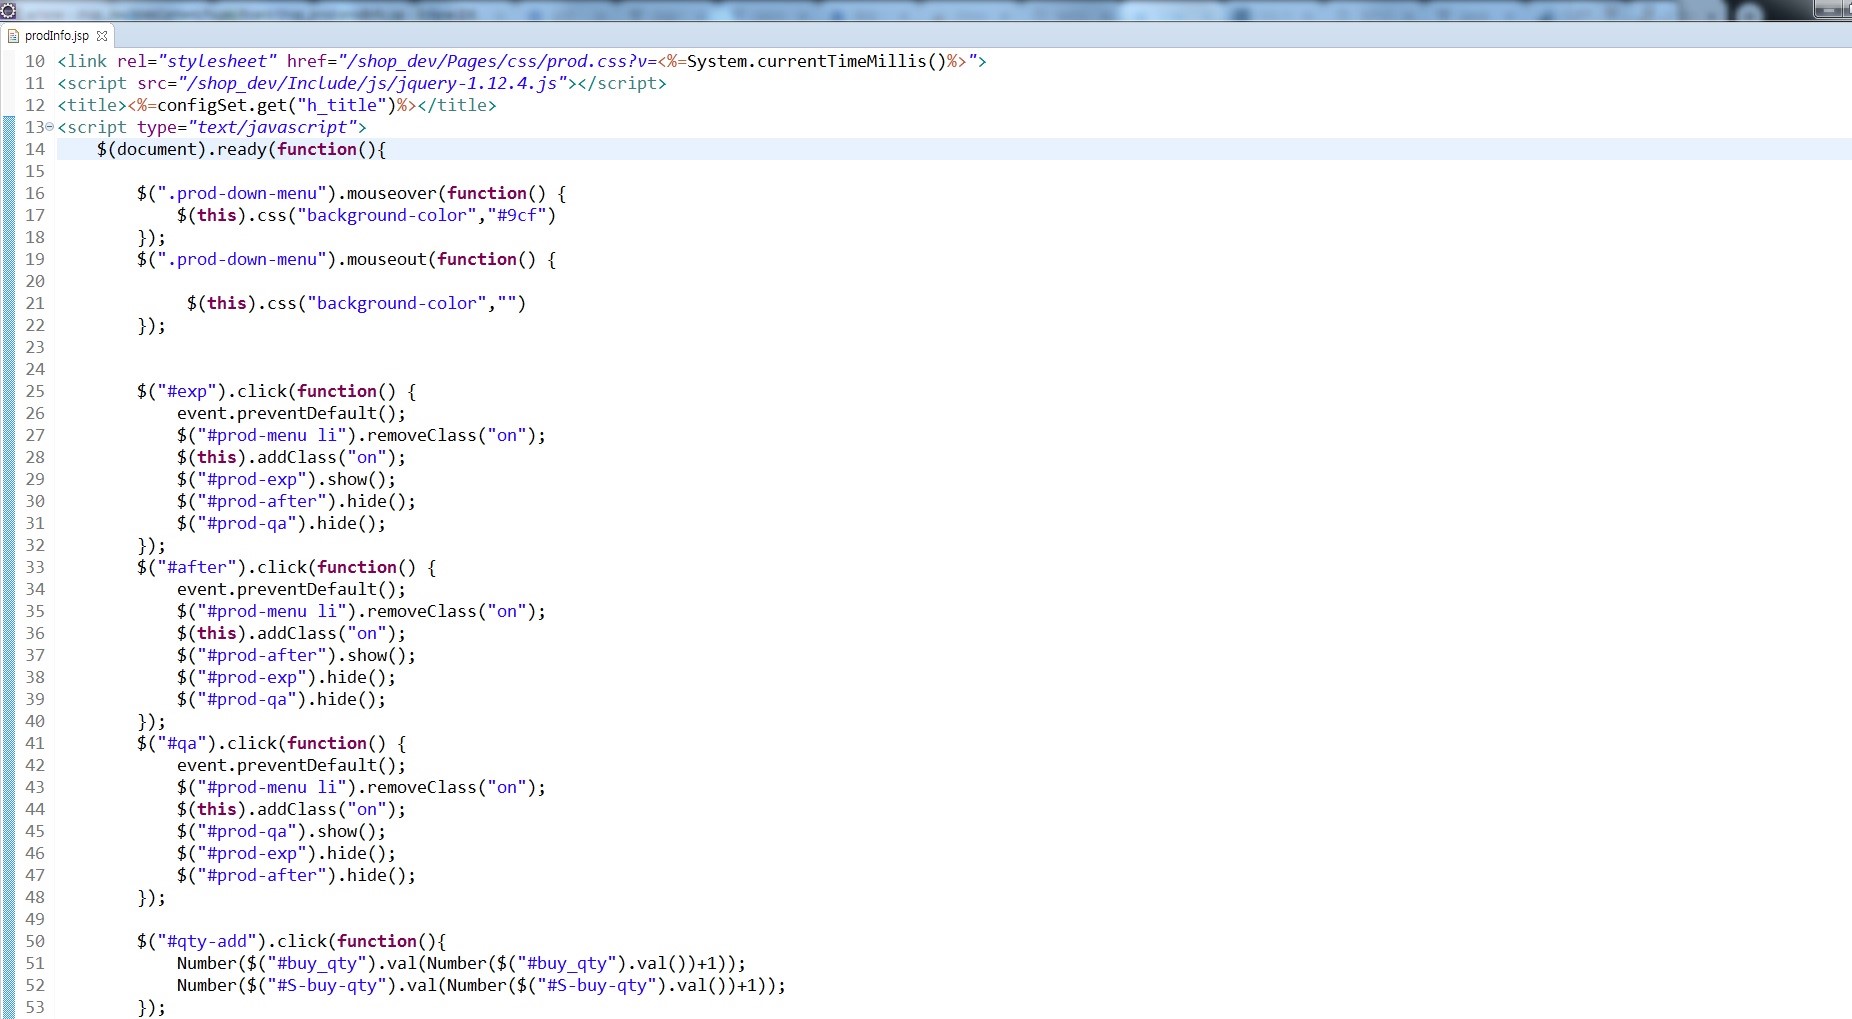 prodInfo.jsp
10 <link rel="stylesheet" href="/shop_dev/Pages/css/prod.css?v=<%=System.currentTimeMillis()%>">
11 <script src="/shop_dev/Include/js/jquery-1.12.4.js"></script>
12 <title><%=configSet.get("h_title")%></title>
13 <script type="text/javascript">
14     $(document).ready(function(){
15
16         $(".prod-down-menu").mouseover(function() {
17             $(this).css("background-color","#9cf")
18         });
19         $(".prod-down-menu").mouseout(function() {
20
21              $(this).css("background-color","")
22         });
23
24
25         $("#exp").click(function() {
26             event.preventDefault();
27             $("#prod-menu li").removeClass("on");
28             $(this).addClass("on");
29             $("#prod-exp").show();
30             $("#prod-after").hide();
31             $("#prod-qa").hide();
32         });
33         $("#after").click(function() {
34             event.preventDefault();
35             $("#prod-menu li").removeClass("on");
36             $(this).addClass("on");
37             $("#prod-after").show();
38             $("#prod-exp").hide();
39             $("#prod-qa").hide();
40         });
41         $("#qa").click(function() {
42             event.preventDefault();
43             $("#prod-menu li").removeClass("on");
44             $(this).addClass("on");
45             $("#prod-qa").show();
46             $("#prod-exp").hide();
47             $("#prod-after").hide();
48         });
49
50         $("#qty-add").click(function(){
51             Number($("#buy_qty").val(Number($("#buy_qty").val())+1));
52             Number($("#S-buy-qty").val(Number($("#S-buy-qty").val())+1));
53         });